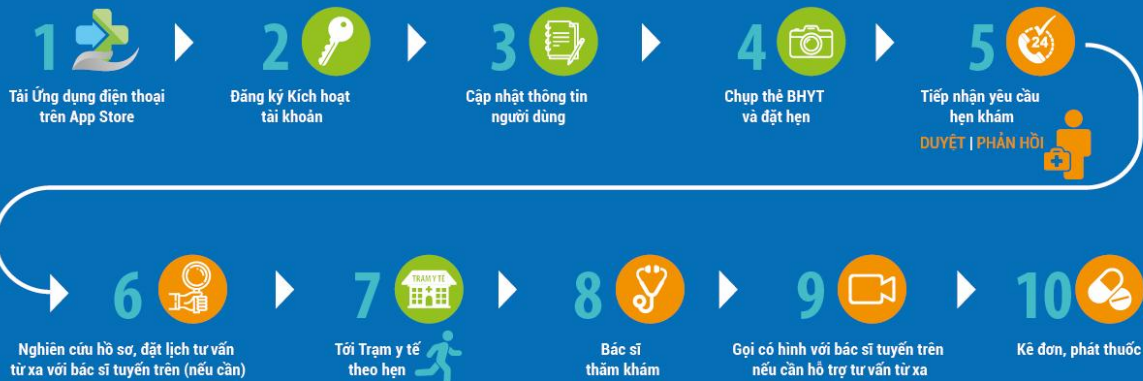 1
Tải Ứng dụng điện thoại
trên App Store
2
Đăng ký Kích hoạt
tài khoản
3
Cập nhật thông tin
người dùng
4
Chụp thẻ BHYT
và đặt hẹn
5
24
Tiếp nhận yêu cầu
hẹn khám
DUYỆT | PHẢN HỒI
6
Nghiên cứu hồ sơ, đặt lịch tư vấn
từ xa với bác sĩ tuyến trên (nếu cần)
7
TRẠM Y TẾ
Tới Trạm y tế
theo hẹn
8
Bác sĩ
thăm khám
9
Gọi có hình với bác sĩ tuyến trên
nếu cần hỗ trợ tư vấn từ xa
10
Kê đơn, phát thuốc